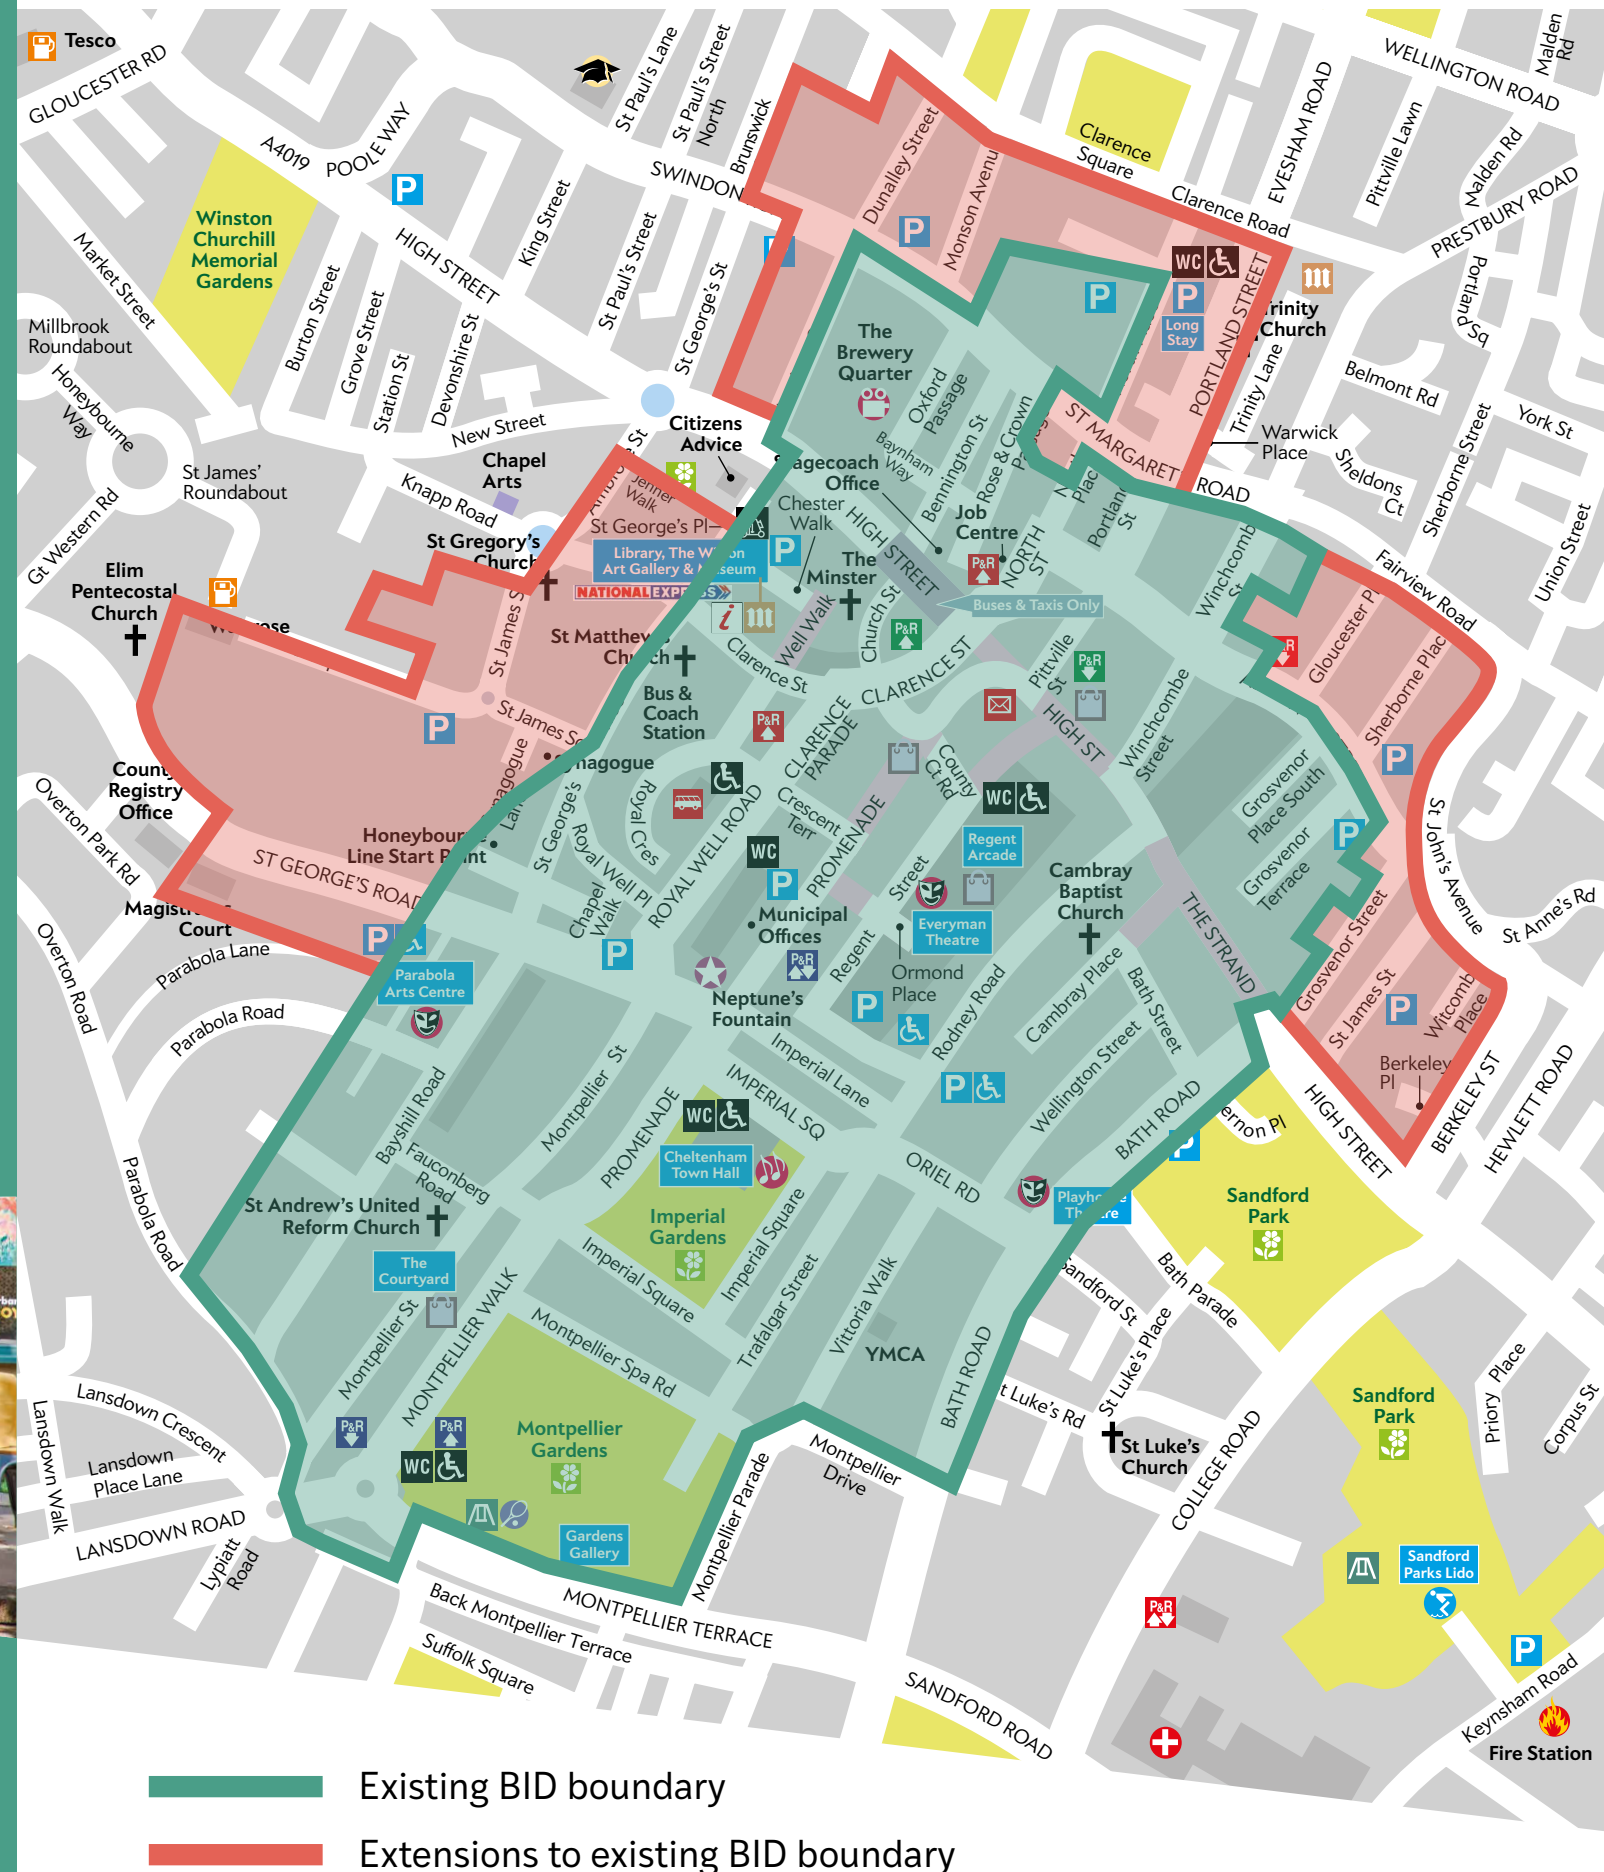 Tesco
GLOUCESTER RD
A4019
POOLE WAY
St Paul's Lane
St Paul's Street
North
Brunswick
SWINDON
Dunalley Street
Monson Avenu
Clarence
Square
Clarence Road
EVESHAM ROAD
WELLINGTON ROAD
Malden
Rd
Pittville Lawn
Malden Rd
PRESTBURY ROAD
Winston
Churchill
Memorial
Gardens
P
Market Street
HIGH STREET
King Street
St Paul's Street
St George's St
P
WC
P
Long
Stay
P
PORTLAND STREET
Trinity
Church
Trinity Lane
Portland Sq
Millbrook
Roundabout
Honeybourne
Way
Burton Street
Grove Street
Station St
Devonshire St
New Street
The
Brewery
Quarter
Oxford
Passage
Baynham
Way
Bennington St
Rose & Crown
ST MARGARET
ROAD
Warwick
Place
Belmont Rd
York St
Sheldons
Ct
Sherborne Street
Union Street
St James'
Roundabout
Gt Western Rd
Chapel
Arts
Knapp Road
Citizens
Advice
Jenner
Walk
St George's Pl
St Gregory's
Church
Library, The Wilson
Art Gallery & Museum
NATIONAL EXPRESS
P
agecoach
Office
Chester
Walk
HIGH STREET
Job
Centre
P&R
NORTH
ST
Portland
St
Winchcomb
St
Fairview Road
Elim
Pentecostal
Church
St James S
St Matthew's
Church
i
Clarence St
Well Walk
The
Minster
Church St
P&R
Buses & Taxis Only
CLARENCE ST
Pittville
St
P&R
HIGH ST
Gloucester Pl
Sherborne Plac
P&R
P
St James Sq
P
Synagogue
Bus &
Coach
Station
P&R
CLARENCE
PARADE
Winchcombe
Street
Grosvenor
Place South
Grosvenor
Terrace
P
P
St John's Avenue
St Anne's Rd
County
Registry
Office
Overton Park Rd
Honeybourne
Line Start Point
ST GEORGE'S ROAD
St George's
Royal Cres
Royal Well Pl
ROYAL WELL ROAD
Crescent
Terr
PROMENADE
County
Ct Rd
WC
WC
P
Regent
Arcade
Cambray
Baptist
Church
THE STRAND
Magistrates
Court
Overton Road
Parabola Lane
Parabola Road
P
Parabola
Arts Centre
Chapel
Walk
P
Municipal
Offices
P&R
Neptune's
Fountain
Regent
Street
Everyman
Theatre
Ormond
Place
P
Rodney Road
Cambray Place
Bath Street
Grosvenor Street
St James St
P
Witcomb
Place
Berkeley
Pl
BERKELEY ST
HEWLETT ROAD
HIGH STREET
Imperial Lane
P
Wellington Street
BATH ROAD
ernon Pl
P
Parabola Road
Bayshill Road
Fauconberg
Road
Montpellier St
PROMENADE
WC
IMPERIAL SQ
Cheltenham
Town Hall
ORIEL RD
Playhouse
Theatre
Sandford
Park
St Andrew's United
Reform Church
Imperial
Gardens
Imperial Square
Imperial Square
Trafalgar Street
Vittoria Walk
YMCA
Sandford St
Bath Parade
St Luke's Place
The
Courtyard
Montpellier St
MONTPELLIER WALK
Montpellier Spa Rd
BATH ROAD
t Luke's Rd
St Luke's
Church
COLLEGE ROAD
Sandford
Park
Priory Place
Corpus St
Lansdown Crescent
Lansdown
Place Lane
Lansdown Walk
LANSDOWN ROAD
Lypiatt
Road
P&R
P&R
WC
Montpellier
Gardens
Gardens
Gallery
Montpellier Parade
Montpellier
Drive
MONTPELLIER TERRACE
Back Montpellier Terrace
Suffolk Square
SANDFORD ROAD
P&R
Sandford
Parks Lido
P
Keynsham Road
Fire Station
Existing BID boundary
Extensions to existing BID boundary